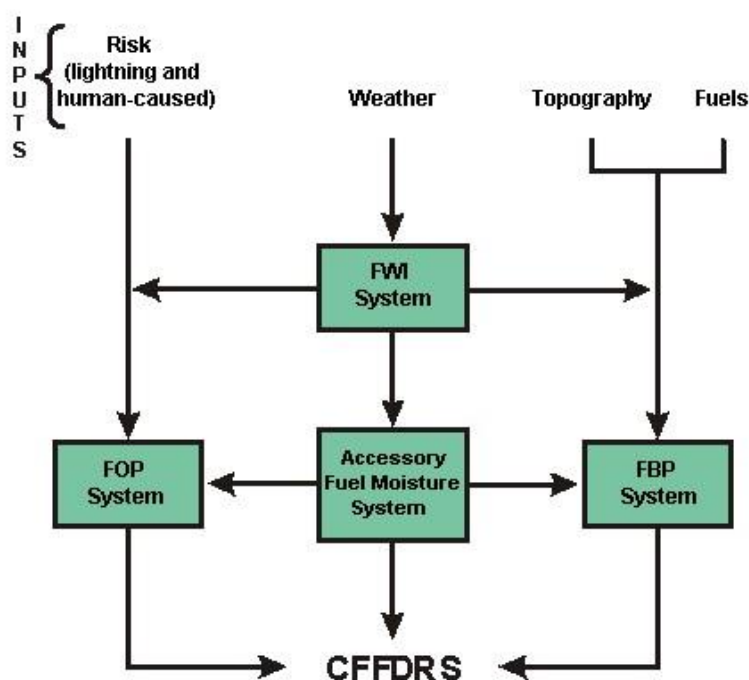 INPUTS
Risk
(lightning and
human-caused)
Weather
Topography
Fuels
FWI
System
FOP
System
Accessory
Fuel Moisture
System
FBP
System
CFFDRS